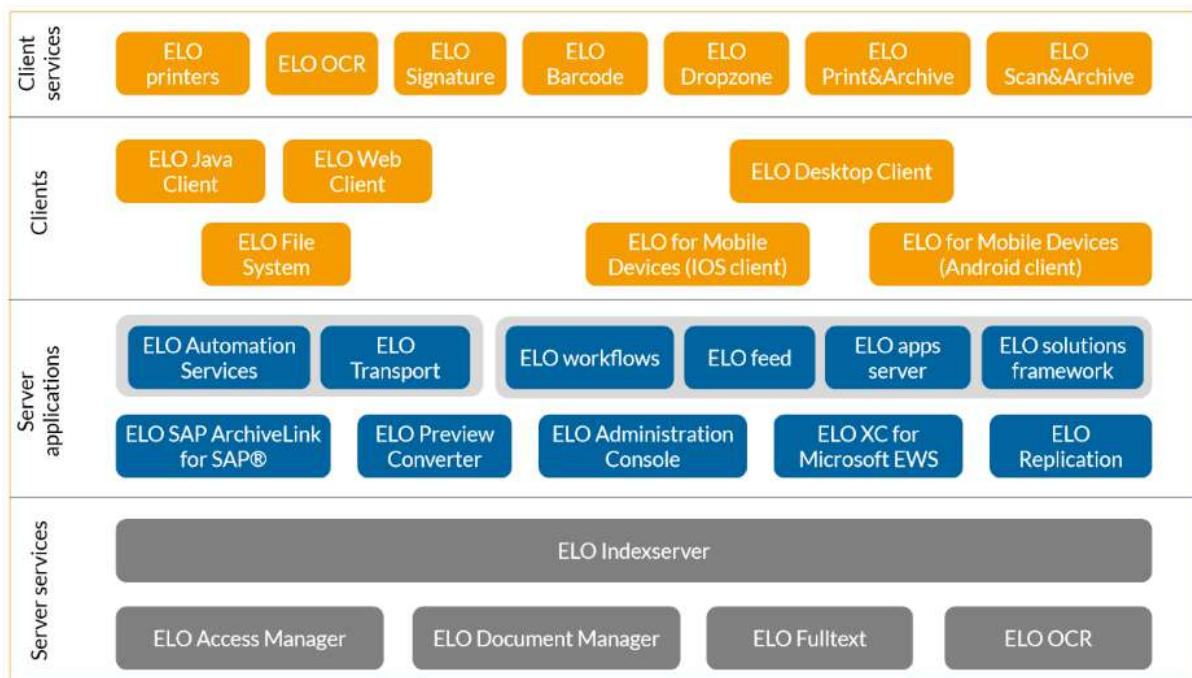 Client
services
ELO
printers
ELO OCR
ELO
Signature
ELO
Barcode
ELO
Dropzone
ELO
Print&Archive
ELO
Scan&Archive
Clients
ELO Java
Client
ELO Web
Client
ELO Desktop Client
ELO File
System
ELO for Mobile
Devices (IOS client)
ELO for Mobile Devices
(Android client)
Server
applications
ELO Automation
Services
ELO
Transport
ELO workflows
ELO feed
ELO apps
server
ELO solutions
framework
ELO SAP ArchiveLink
for SAP®
ELO Preview
Converter
ELO Administration
Console
ELO XC for
Microsoft EWS
ELO
Replication
Server services
ELO Indexserver
ELO Access Manager
ELO Document Manager
ELO Fulltext
ELO OCR